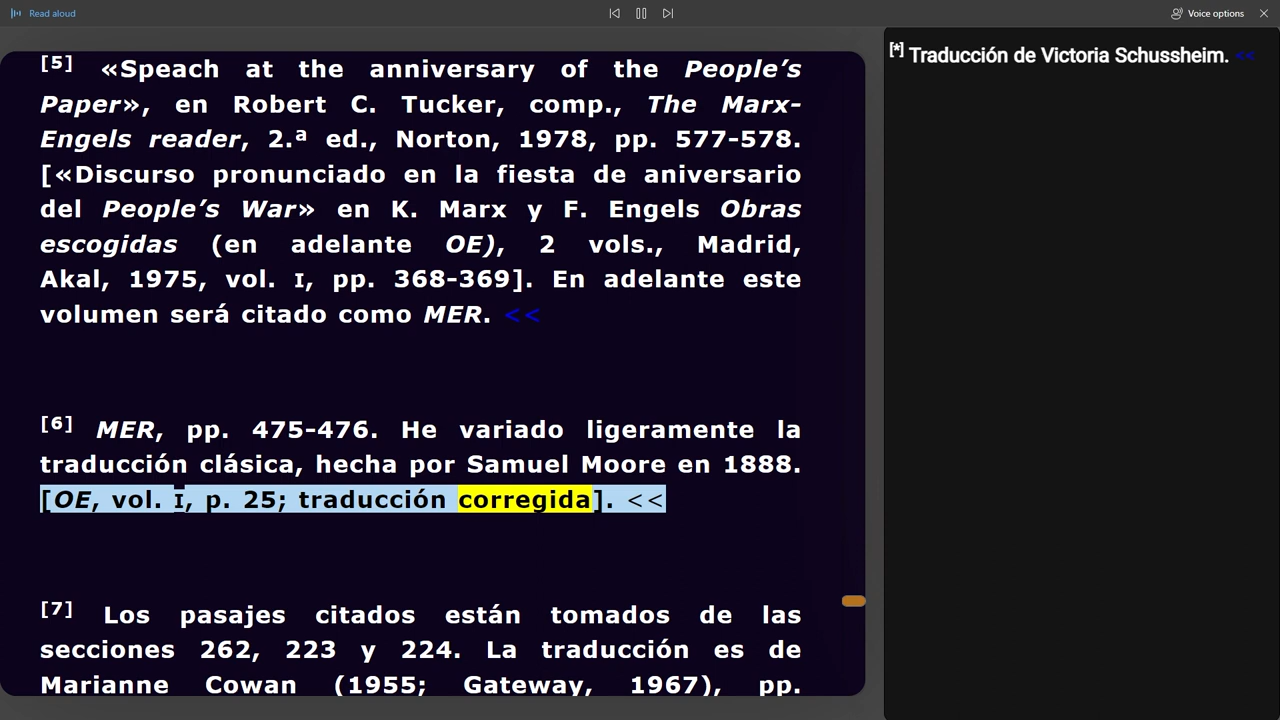 Read aloud
Voice options
[5] «Speach at the anniversary of the People’s
Paper», en Robert C. Tucker, comp., The Marx-
Engels reader, 2.ª ed., Norton, 1978, pp. 577-578.
[«Discurso pronunciado en la fiesta de aniversario
del People’s War» en K. Marx y F. Engels Obras
escogidas (en adelante OE), 2 vols., Madrid,
Akal, 1975, vol. I, pp. 368-369]. En adelante este
volumen será citado como MER. <<
[6] MER, pp. 475-476. He variado ligeramente la
traducción clásica, hecha por Samuel Moore en 1888.
[OE, vol. I, p. 25; traducción corregida]. <<
[7] Los pasajes citados están tomados de las
secciones 262, 223 y 224. La traducción es de
Marianne Cowan (1955; Gateway, 1967), pp.
[*] Traducción de Victoria Schussheim. <<